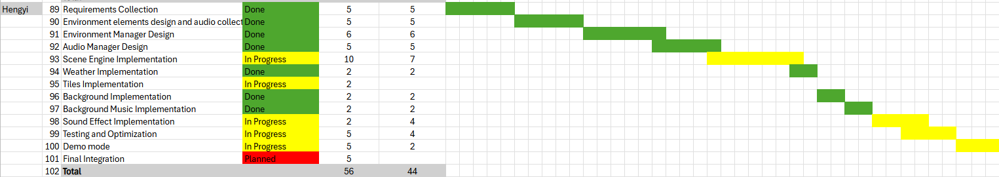 Hengyi 89 Requirements Collection Done 5 5
90 Environment elements design and audio collect Done 5 5
91 Environment Manager Design Done 6 6
92 Audio Manager Design Done 5 5
93 Scene Engine Implementation In Progress 10 7
94 Weather Implementation Done 2 2
95 Tiles Implementation In Progress 2
96 Background Implementation Done 2 2
97 Background Music Implementation Done 2 2
98 Sound Effect Implementation In Progress 2 4
99 Testing and Optimization In Progress 5 4
100 Demo mode In Progress 5 2
101 Final Integration Planned 5
102 Total 56 44